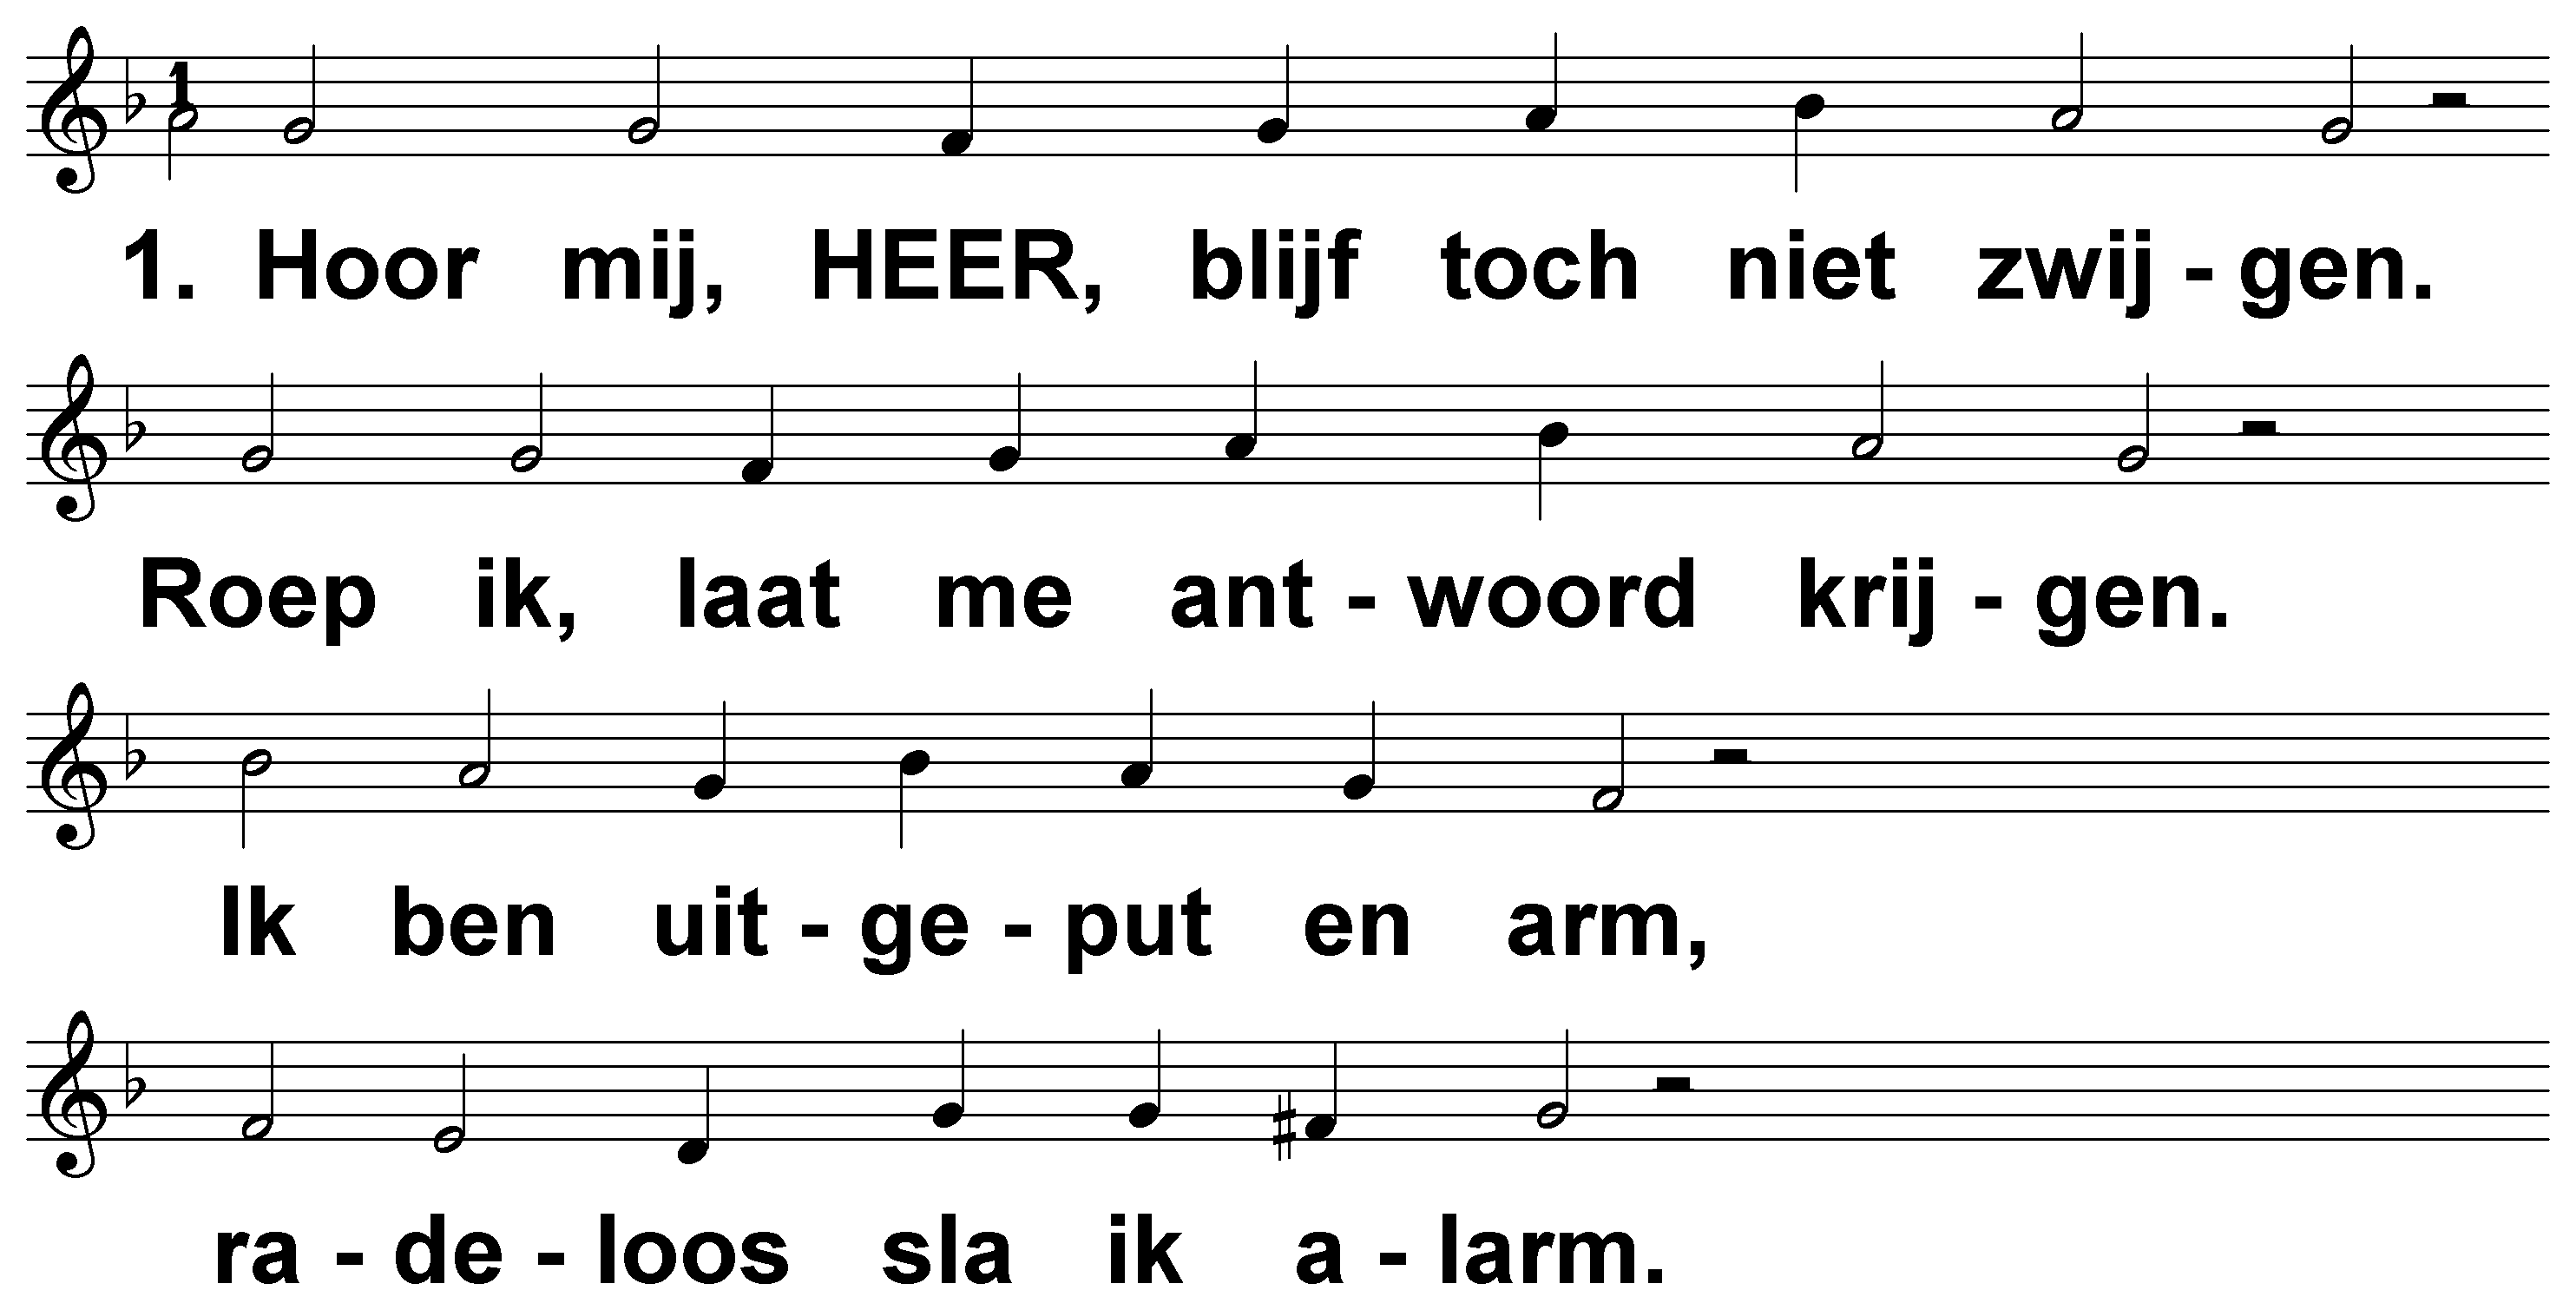 1. Hoor mij, HEER, blijf toch niet zwij - gen.
Roep ik, laat me ant - woord krij - gen.
Ik ben uit - ge - put en arm,
ra - de - loos sla ik a - larm.